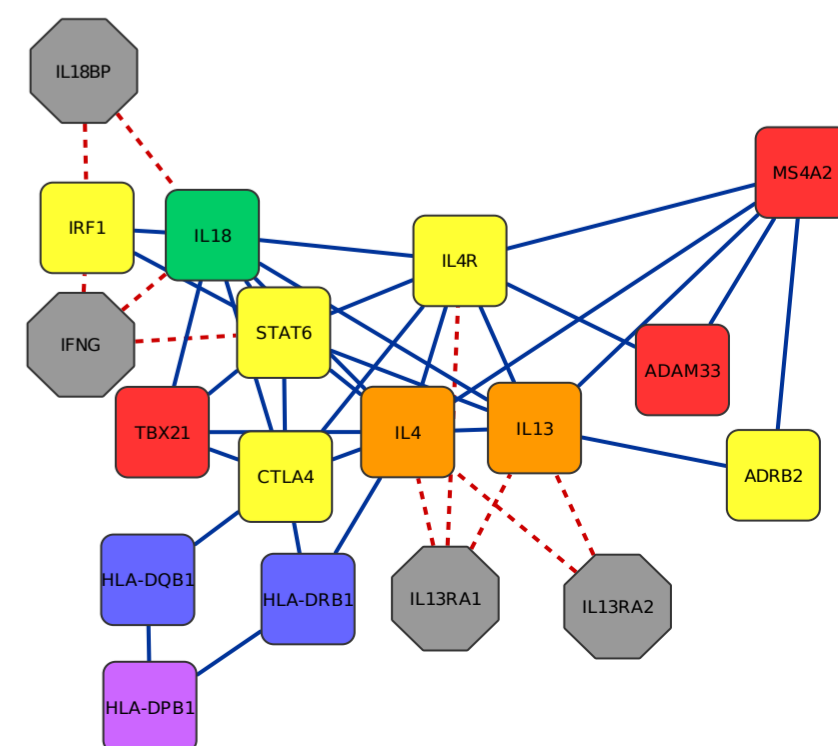 IL18BP
MS4A2
IRF1
IL18
IL4R
STAT6
IFNG
ADAM33
TBX21
IL4
IL13
CTLA4
ADRB2
HLA-DQB1
HLA-DRB1
IL13RA1
IL13RA2
HLA-DPB1